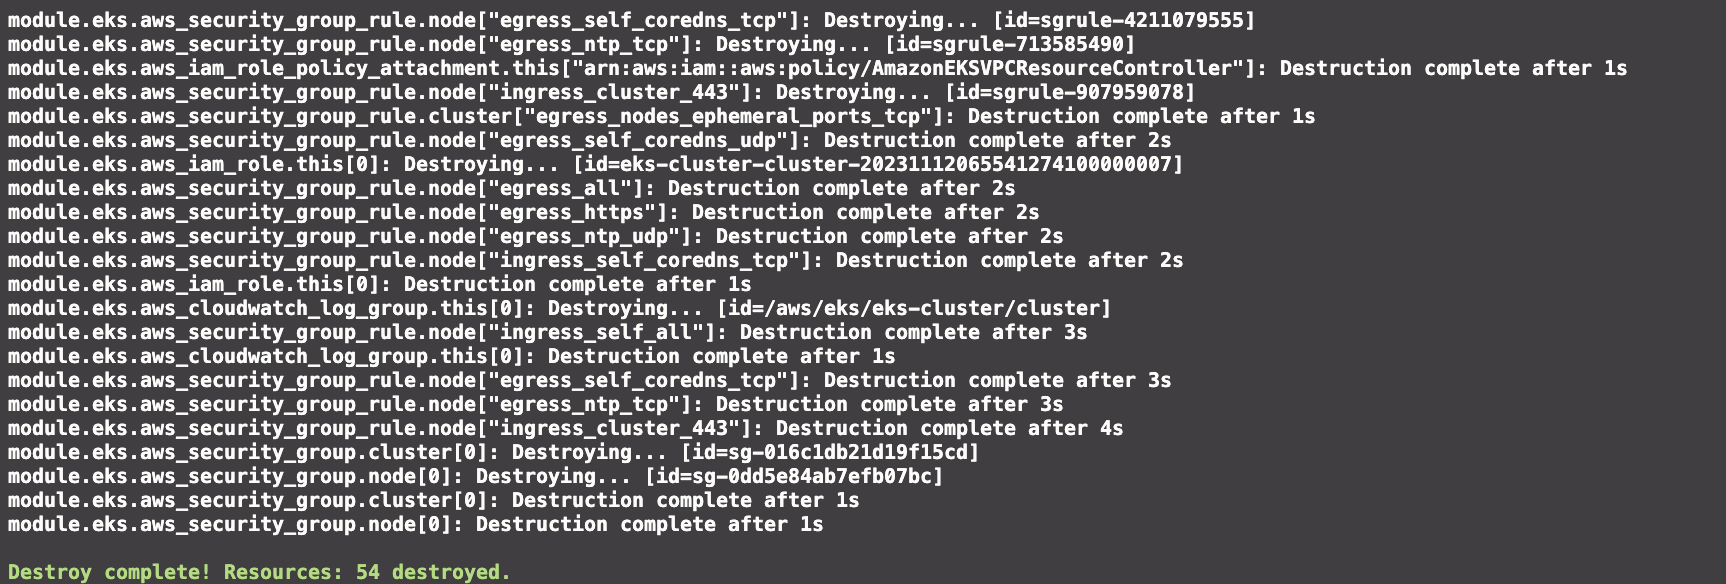 module.eks.aws_security_group_rule.node["egress_self_coredns_tcp"]: Destroying... [id=sgrule-4211079555]
module.eks.aws_security_group_rule.node["egress_ntp_tcp"]: Destroying... [id=sgrule-713585490]
module.eks.aws_iam_role_policy_attachment.this["arn:aws:iam::aws:policy/AmazonEKSVPCResourceController"]: Destruction complete after 1s
module.eks.aws_security_group_rule.node["ingress_cluster_443"]: Destroying... [id=sgrule-907959078]
module.eks.aws_security_group_rule.cluster["egress_nodes_ephemeral_ports_tcp"]: Destruction complete after 1s
module.eks.aws_security_group_rule.node["egress_self_coredns_udp"]: Destruction complete after 2s
module.eks.aws_iam_role.this[0]: Destroying... [id=eks-cluster-cluster-20231112065541274100000007]
module.eks.aws_security_group_rule.node["egress_all"]: Destruction complete after 2s
module.eks.aws_security_group_rule.node["egress_https"]: Destruction complete after 2s
module.eks.aws_security_group_rule.node["egress_ntp_udp"]: Destruction complete after 2s
module.eks.aws_security_group_rule.node["ingress_self_coredns_tcp"]: Destruction complete after 2s
module.eks.aws_iam_role.this[0]: Destruction complete after 1s
module.eks.aws_cloudwatch_log_group.this[0]: Destroying... [id=/aws/eks/eks-cluster/cluster]
module.eks.aws_security_group_rule.node["ingress_self_all"]: Destruction complete after 3s
module.eks.aws_cloudwatch_log_group.this[0]: Destruction complete after 1s
module.eks.aws_security_group_rule.node["egress_self_coredns_tcp"]: Destruction complete after 3s
module.eks.aws_security_group_rule.node["egress_ntp_tcp"]: Destruction complete after 3s
module.eks.aws_security_group_rule.node["ingress_cluster_443"]: Destruction complete after 4s
module.eks.aws_security_group.cluster[0]: Destroying... [id=sg-016c1db21d19f15cd]
module.eks.aws_security_group.node[0]: Destroying... [id=sg-0dd5e84ab7efb07bc]
module.eks.aws_security_group.cluster[0]: Destruction complete after 1s
module.eks.aws_security_group.node[0]: Destruction complete after 1s
Destroy complete! Resources: 54 destroyed.